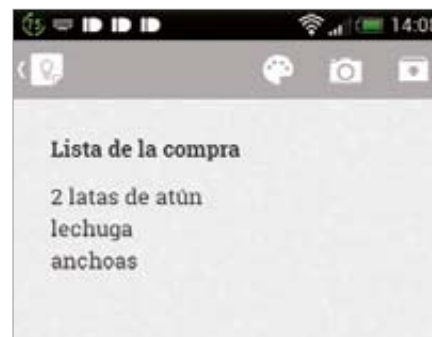 14:08
Lista de la compra
2 latas de atún
lechuga
anchoas